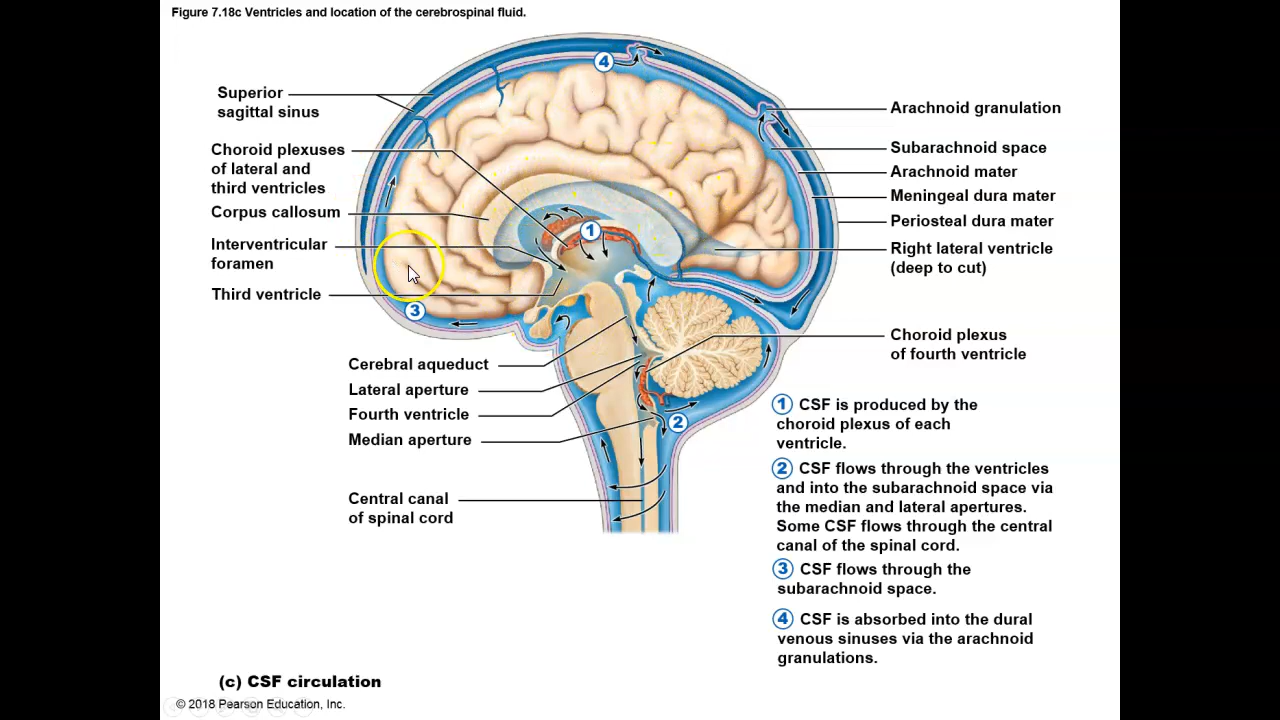 Figure 7.18c Ventricles and location of the cerebrospinal fluid.
4
Superior
sagittal sinus
Choroid plexuses
of lateral and
third ventricles
Corpus callosum
Interventricular
foramen
Third ventricle
1
3
Arachnoid granulation
Subarachnoid space
Arachnoid mater
Meningeal dura mater
Periosteal dura mater
Right lateral ventricle
(deep to cut)
Choroid plexus
of fourth ventricle
Cerebral aqueduct
Lateral aperture
Fourth ventricle
Median aperture
2
Central canal
of spinal cord
1 CSF is produced by the
choroid plexus of each
ventricle.
2 CSF flows through the ventricles
and into the subarachnoid space via
the median and lateral apertures.
Some CSF flows through the central
canal of the spinal cord.
3 CSF flows through the
subarachnoid space.
4 CSF is absorbed into the dural
venous sinuses via the arachnoid
granulations.
(c) CSF circulation
© 2018 Pearson Education, Inc.